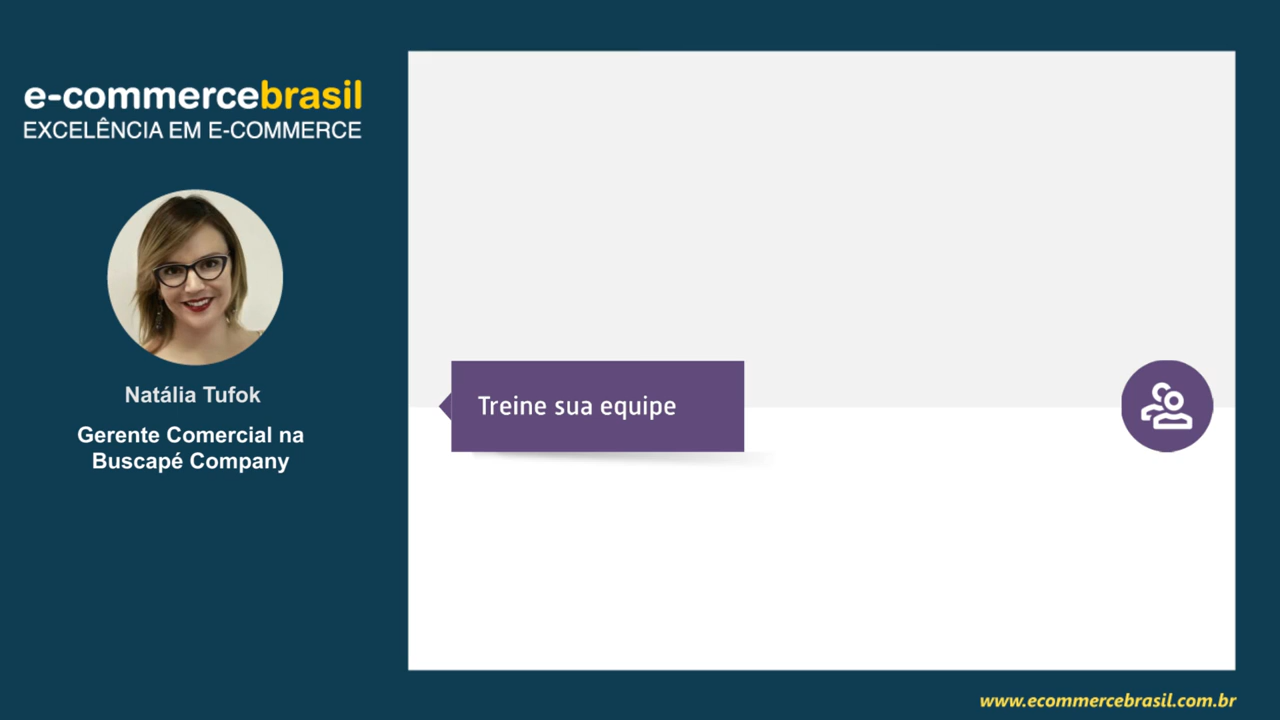 e-commercebrasil
EXCELÊNCIA EM E-COMMERCE
Natália Tufok
Gerente Comercial na
Buscapé Company
Treine sua equipe
www.ecommercebrasil.com.br